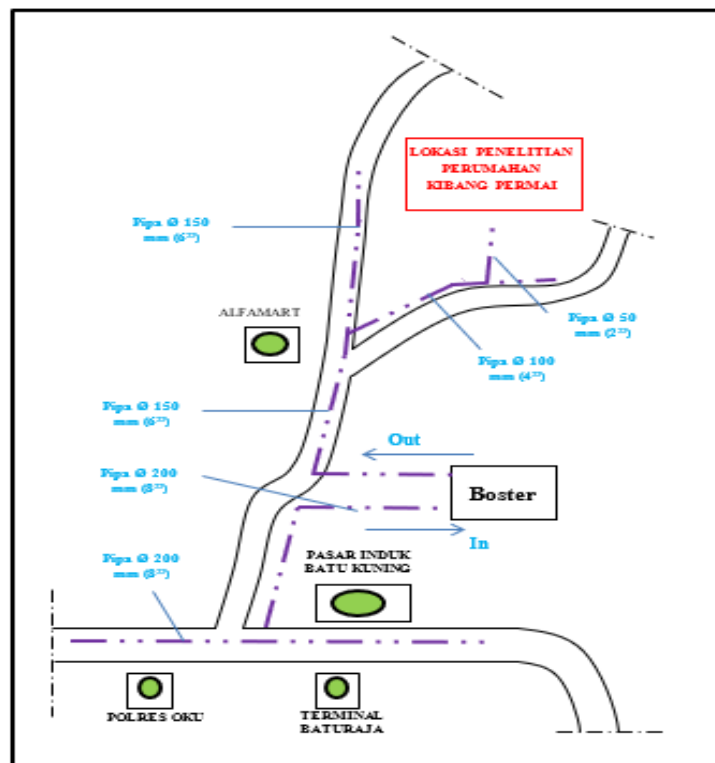 LOKASI PENELITIAN
PERUMAHAN
KIBANG PERMAI
Pipa Ø 150
mm (6”)
ALFAMART
Pipa Ø 50
mm (2”)
Pipa Ø 100
mm (4”)
Pipa Ø 150
mm (6”)
Out
Pipa Ø 200
mm (8”)
Boster
In
PASAR INDUK
BATU KUNING
Pipa Ø 200
mm (8”)
POLRES OKU
TERMINAL
BATURAJA